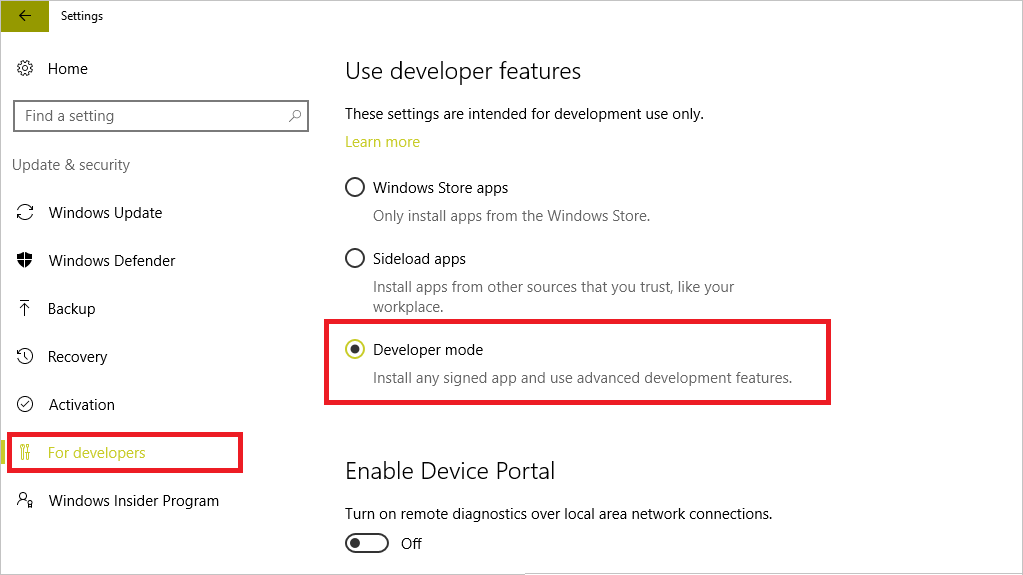 Settings
Home
Find a setting
Update & security
Windows Update
Windows Defender
Backup
Recovery
Activation
For developers
Windows Insider Program
Use developer features
These settings are intended for development use only.
Learn more
Windows Store apps
Only install apps from the Windows Store.
Sideload apps
Install apps from other sources that you trust, like your
workplace.
Developer mode
Install any signed app and use advanced development features.
Enable Device Portal
Turn on remote diagnostics over local area network connections.
Off